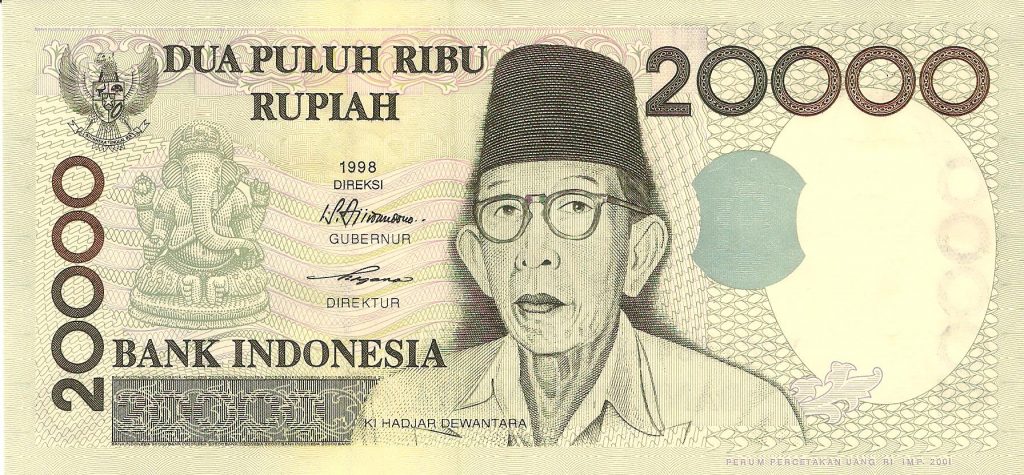 DUA PULUH RIBU
RUPIAH
20000
1998
DIREKSI
GUBERNUR
DIREKTUR
20000
BANK INDONESIA
KI HADJAR DEWANTARA
PERUM PERCETAKAN UANG RI IMP. 2001